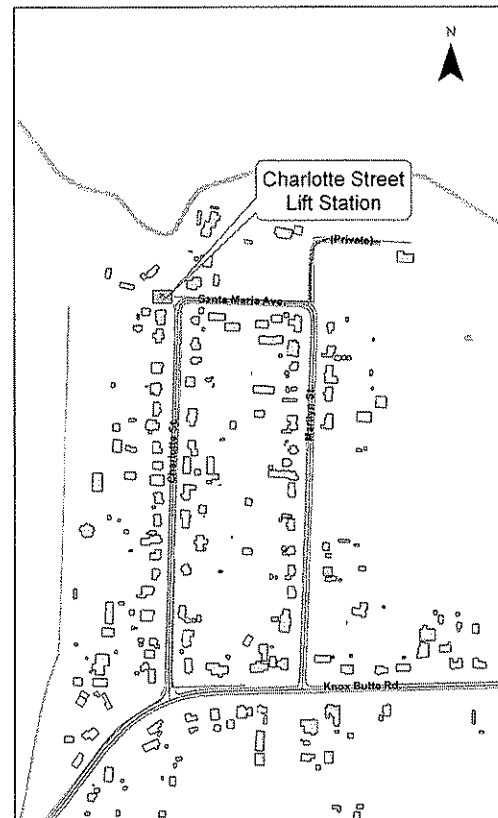 N
Charlotte Street
Lift Station
(Private)
Santa Maria Ave.
Charlotte St.
Marilyn St.
Knox Butte Rd.